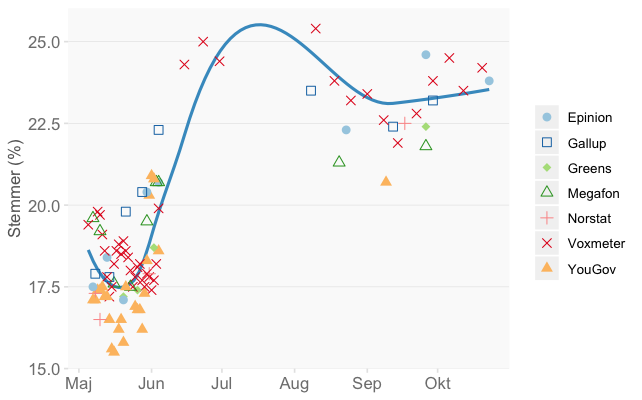 25.0
22.5
20.0
17.5
15.0
Stemmer (%)
Maj Jun Jul Aug Sep Okt
Epinion
Gallup
Greens
Megafon
Norstat
Voxmeter
YouGov